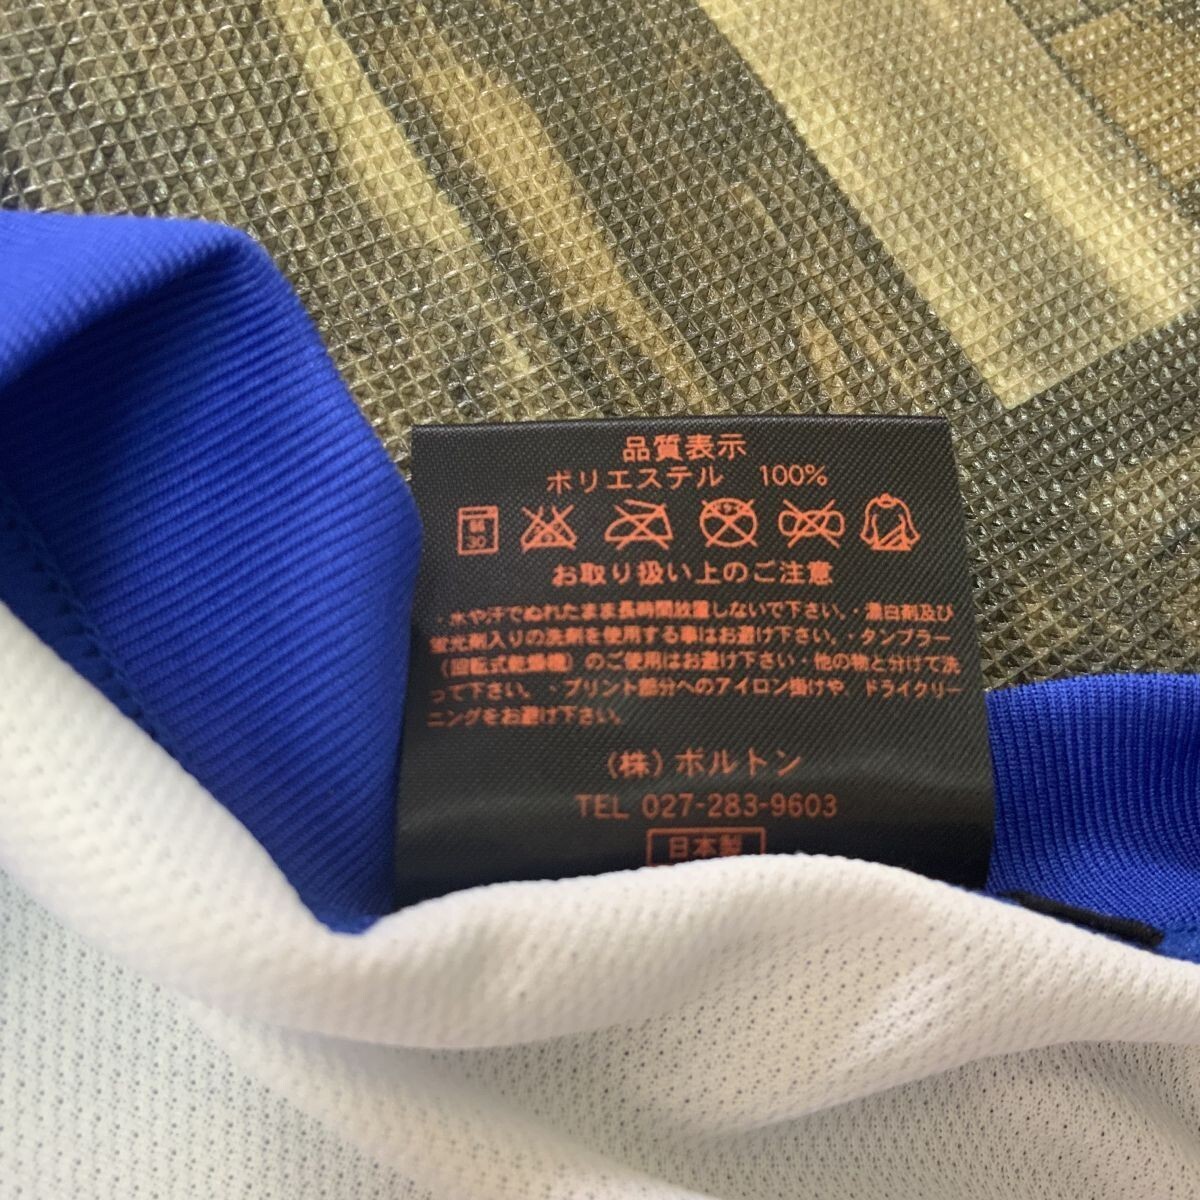 品質表示
ポリエステル 100%
30
お取り扱い上のご注意
・水や汗でぬれたまま長時間放置しないで下さい。・漂白剤及び
蛍光剤入りの洗剤を使用する事はお避け下さい。・タンブラー
(回転式乾燥機)のご使用はお避け下さい・他の物と分けて洗
って下さい。・プリント部分へのアイロン掛けや、ドライクリー
ニングをお避け下さい。
(株)ボルトン
TEL 027-283-9603
日本製